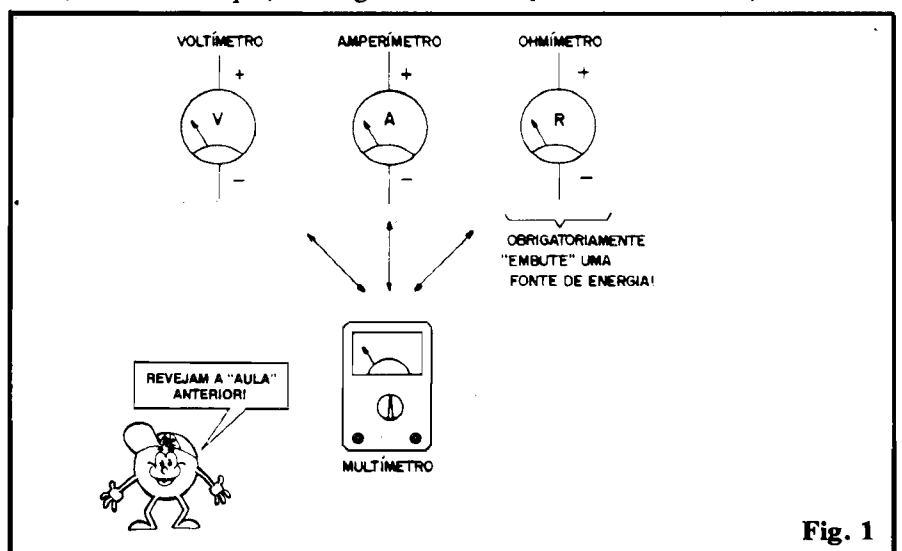 VOLTÍMETRO
AMPERÍMETRO
OHMÍMETRO
+
+
+
V
A
R
−
−
−
OBRIGATORIAMENTE
"EMBUTE" UMA
FONTE DE ENERGIA!
REVEJAM A "AULA"
ANTERIOR!
MULTÍMETRO
Fig. 1